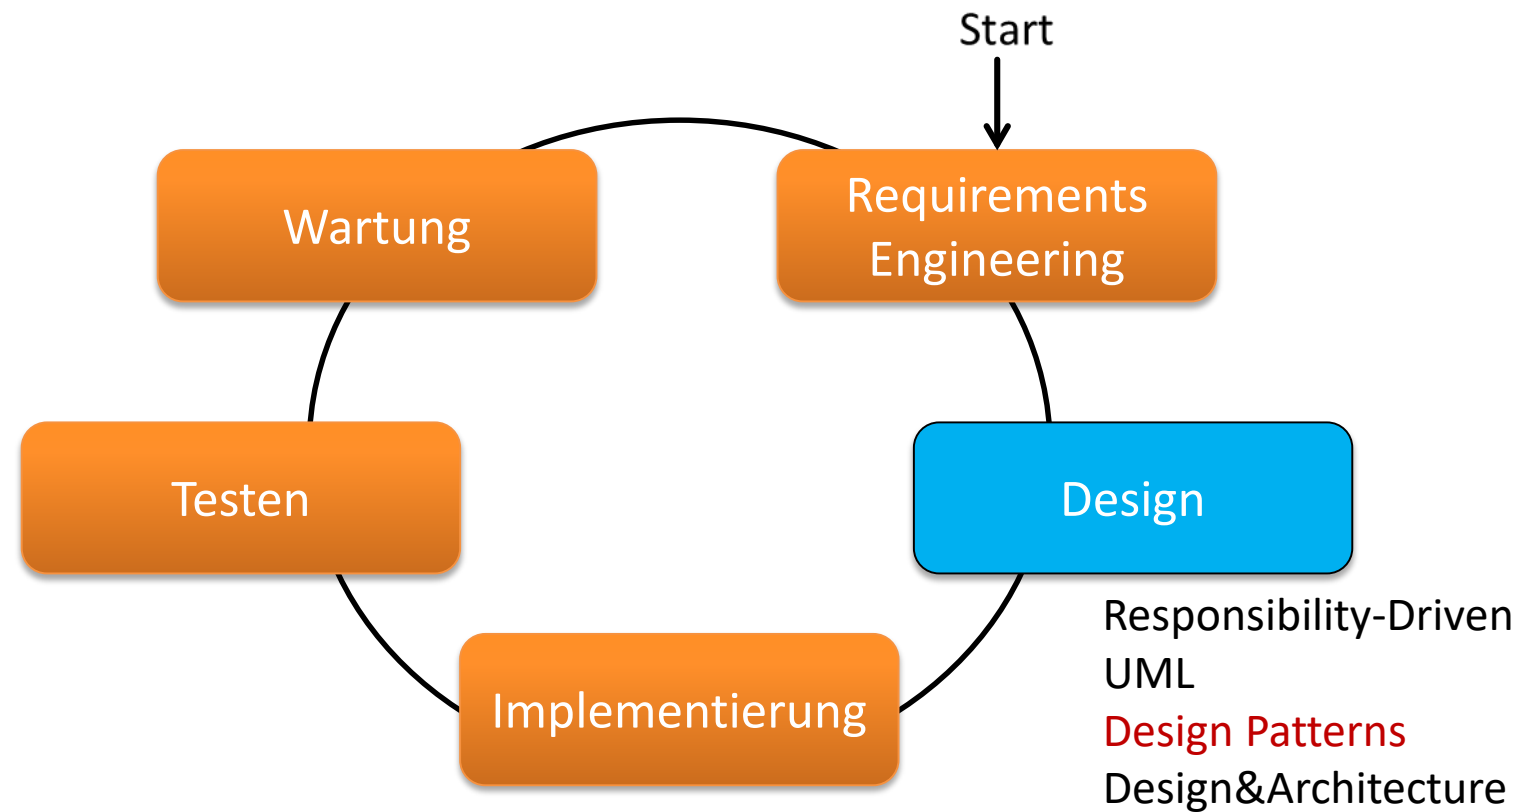 Start
Wartung
Requirements
Engineering
Testen
Design
Implementierung
Responsibility-Driven
UML
Design Patterns
Design&Architecture